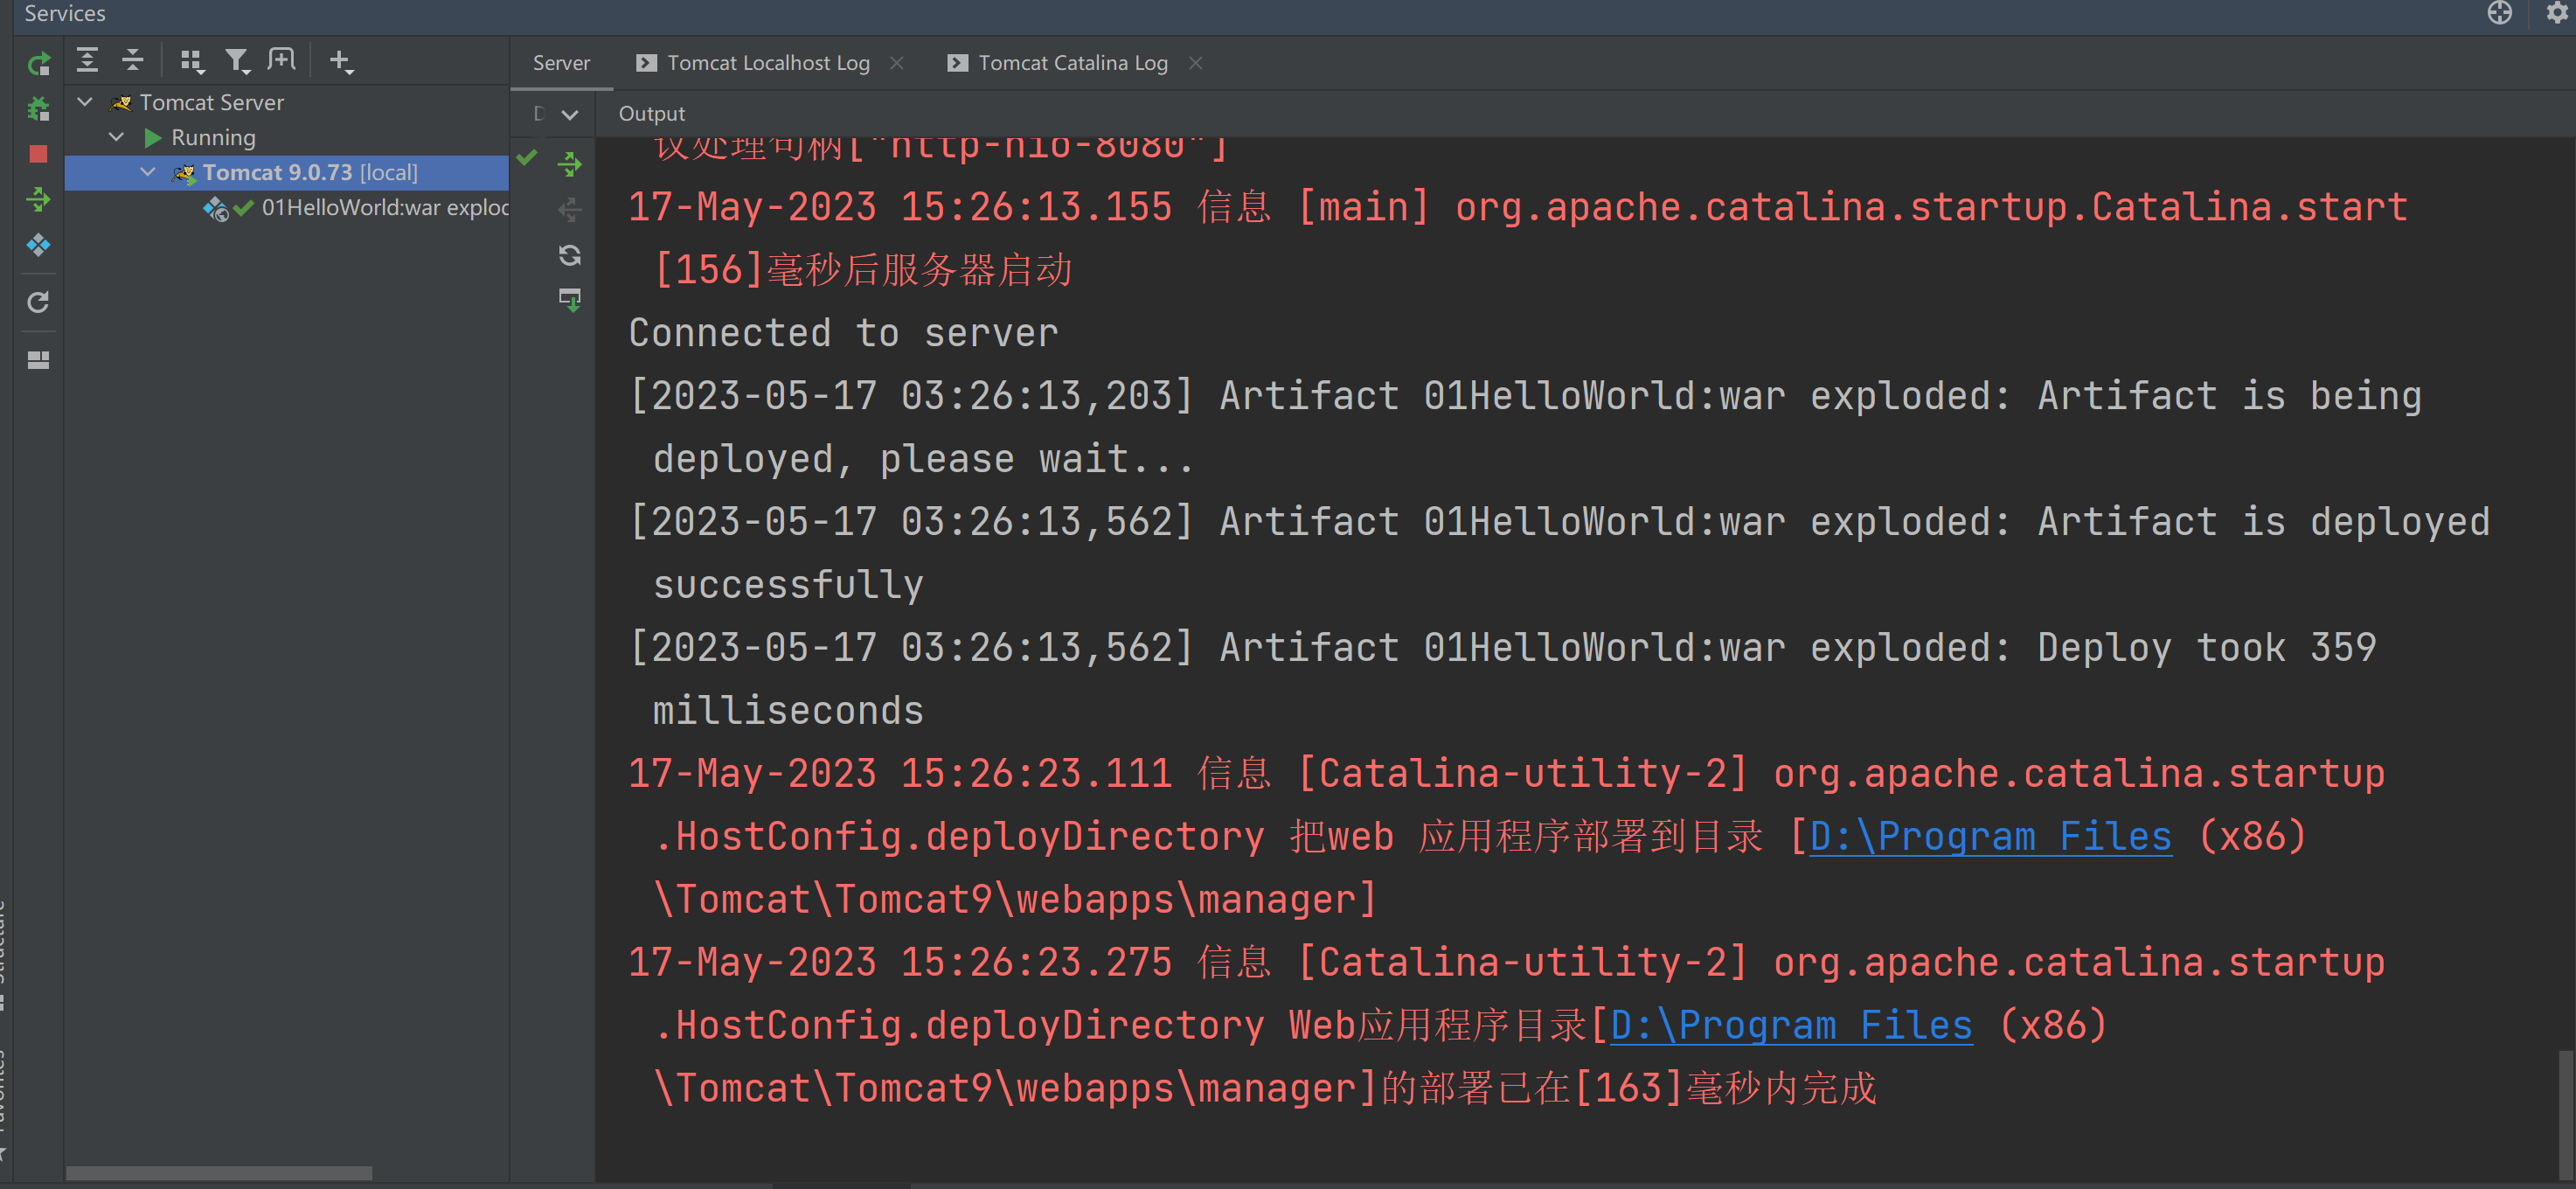 Services
Server
Tomcat Localhost Log
Tomcat Catalina Log
Tomcat Server
Output
Running
Tomcat 9.0.73 [local]
01HelloWorld:war explod
议处理句柄["http-nio-8080"]
17-May-2023 15:26:13.155 信息 [main] org.apache.catalina.startup.Catalina.start
[156]毫秒后服务器启动
Connected to server
[2023-05-17 03:26:13,203] Artifact 01HelloWorld:war exploded: Artifact is being
deployed, please wait...
[2023-05-17 03:26:13,562] Artifact 01HelloWorld:war exploded: Artifact is deployed
successfully
[2023-05-17 03:26:13,562] Artifact 01HelloWorld:war exploded: Deploy took 359
milliseconds
17-May-2023 15:26:23.111 信息 [Catalina-utility-2] org.apache.catalina.startup
.HostConfig.deployDirectory 把web 应用程序部署到目录 [D:\Program Files (x86)
\Tomcat\Tomcat9\webapps\manager]
17-May-2023 15:26:23.275 信息 [Catalina-utility-2] org.apache.catalina.startup
.HostConfig.deployDirectory Web应用程序目录[D:\Program Files (x86)
\Tomcat\Tomcat9\webapps\manager]的部署已在[163]毫秒内完成
Structure
Favorites